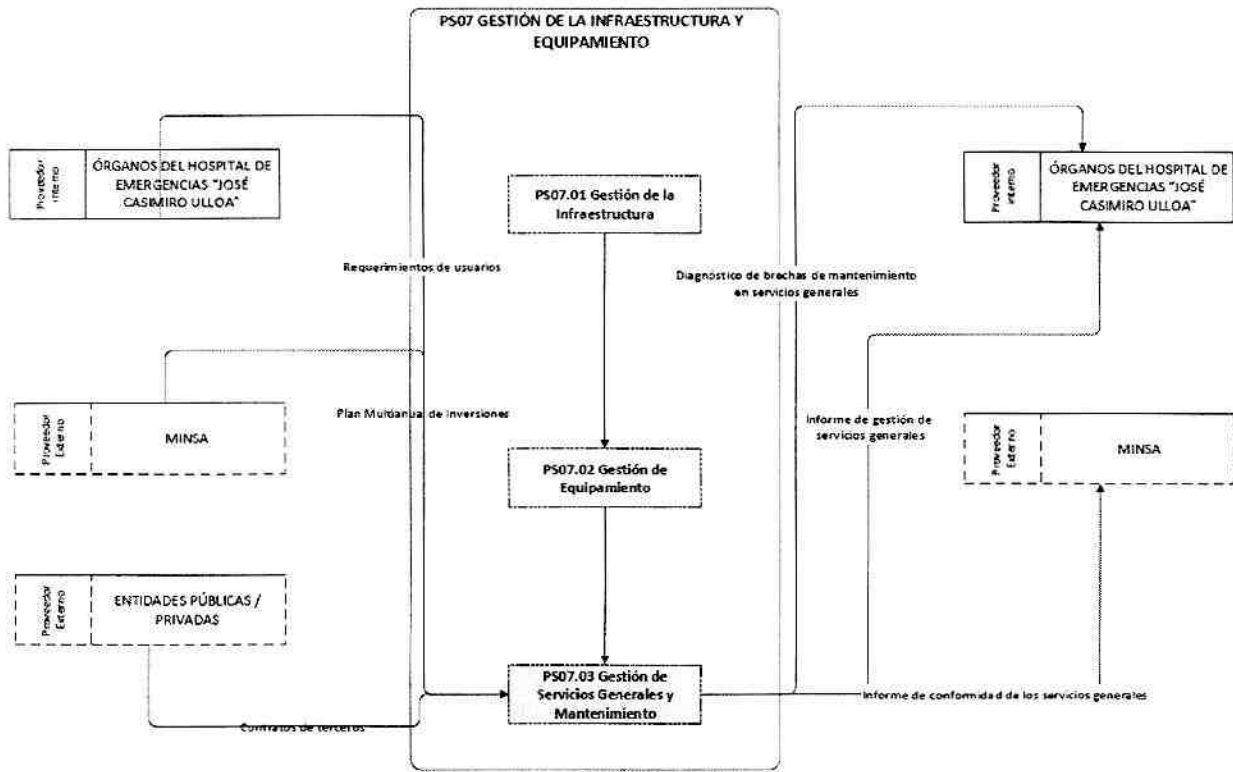 PS07 GESTIÓN DE LA INFRAESTRUCTURA Y
EQUIPAMIENTO
Proveedor
interno
ÓRGANOS DEL HOSPITAL DE
EMERGENCIAS "JOSÉ
CASIMIRO ULLOA"
PS07.01 Gestión de la
Infraestructura
Proveedor
interno
ÓRGANOS DEL HOSPITAL DE
EMERGENCIAS "JOSÉ
CASIMIRO ULLOA"
Requerimientos de usuarios
Diagnóstico de brechas de mantenimiento
en servicios generales
Proveedor
Externo
MINSA
Plan Multianual de Inversiones
Informe de gestión de
servicios generales
Proveedor
Externo
MINSA
PS07.02 Gestión de
Equipamiento
Proveedor
Externo
ENTIDADES PÚBLICAS /
PRIVADAS
PS07.03 Gestión de
Servicios Generales y
Mantenimiento
Informe de conformidad de los servicios generales
Contratos de terceros